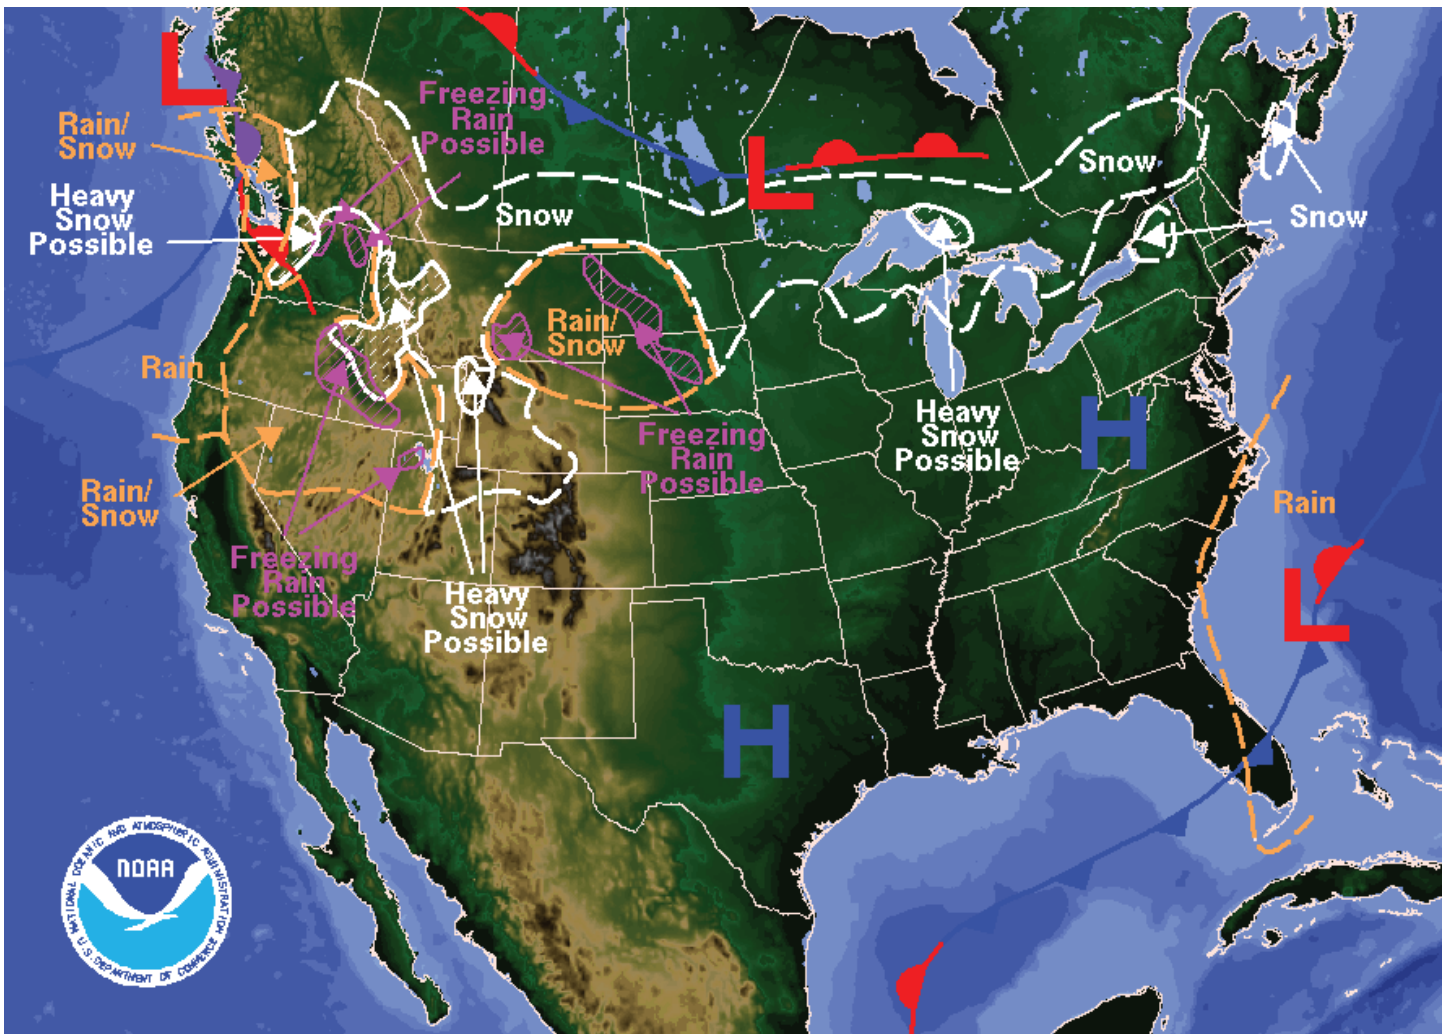 L
Freezing
Rain
Possible
Rain/
Snow
Heavy
Snow
Possible
Snow
L
Snow
Snow
Rain/
Snow
Rain
Heavy
Snow
Possible
H
Freezing
Rain
Possible
Rain/
Snow
Rain
Freezing
Rain
Possible
Heavy
Snow
Possible
L
H
NATIONAL OCEANIC AND ATMOSPHERIC ADMINISTRATION
NOAA
U.S. DEPARTMENT OF COMMERCE